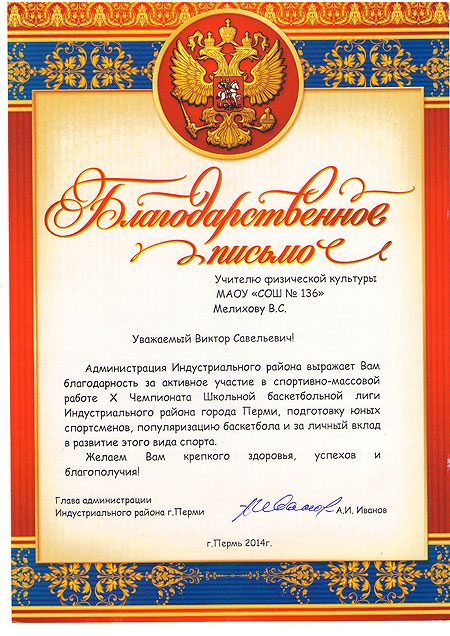 Благодарственное
письмо
Учителю физической культуры
МАОУ «СОШ № 136»
Мелихову В.С.
Уважаемый Виктор Савельевич!
Администрация Индустриального района выражает Вам
благодарность за активное участие в спортивно-массовой
работе X Чемпионата Школьной баскетбольной лиги
Индустриального района города Перми, подготовку юных
спортсменов, популяризацию баскетбола и за личный вклад
в развитие этого вида спорта.
Желаем Вам крепкого здоровья, успехов и
благополучия!
Глава администрации
Индустриального района г.Перми
А.И. Иванов
г.Пермь 2014г.